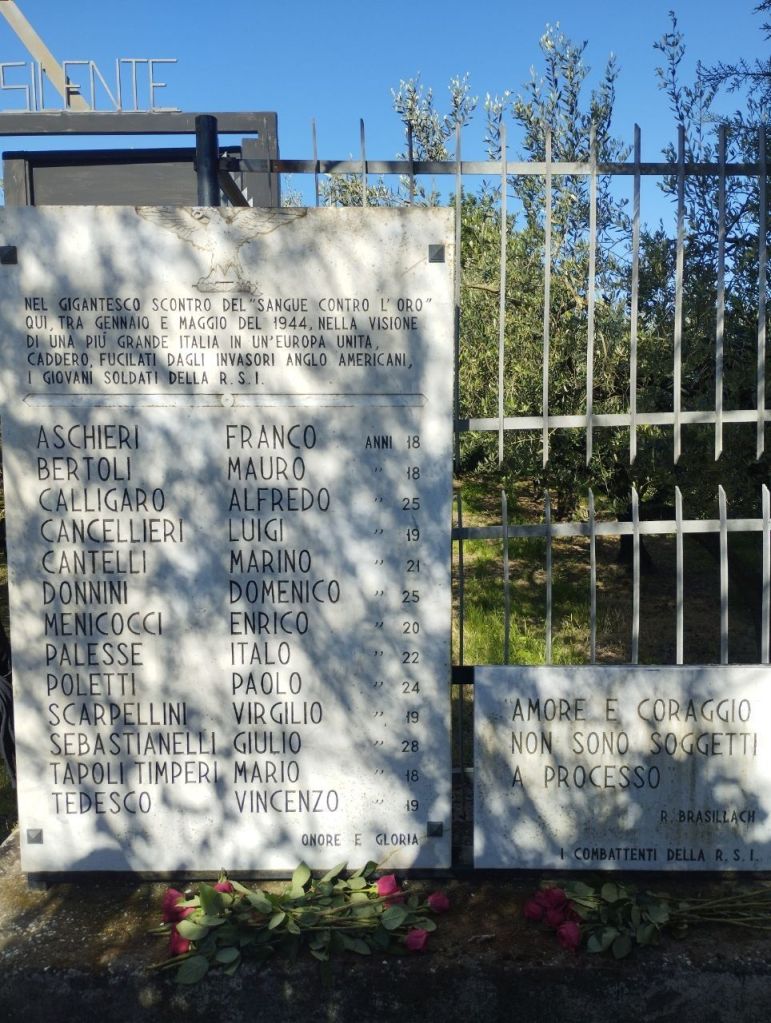 SILENTE
NEL GIGANTESCO SCONTRO DEL "SANGUE CONTRO L'ORO"
QUI, TRA GENNAIO E MAGGIO DEL 1944, NELLA VISIONE
DI UNA PIÚ GRANDE ITALIA IN UN'EUROPA UNITA,
CADDERO, FUCILATI DAGLI INVASORI ANGLO AMERICANI,
I GIOVANI SOLDATI DELLA R.S.I.
ASCHIERI FRANCO ANNI 18
BERTOLI MAURO " 18
CALLIGARO ALFREDO " 25
CANCELLIERI LUIGI " 19
CANTELLI MARINO " 21
DONNINI DOMENICO " 25
MENICOCCI ENRICO " 20
PALESSE ITALO " 22
POLETTI PAOLO " 24
SCARPELLINI VIRGILIO " 19
SEBASTIANELLI GIULIO " 28
TAPOLI TIMPERI MARIO " 18
TEDESCO VINCENZO " 19
ONORE E GLORIA
"AMORE E CORAGGIO
NON SONO SOGGETTI
A PROCESSO"
R. BRASILLACH
I COMBATTENTI DELLA R.S.I.